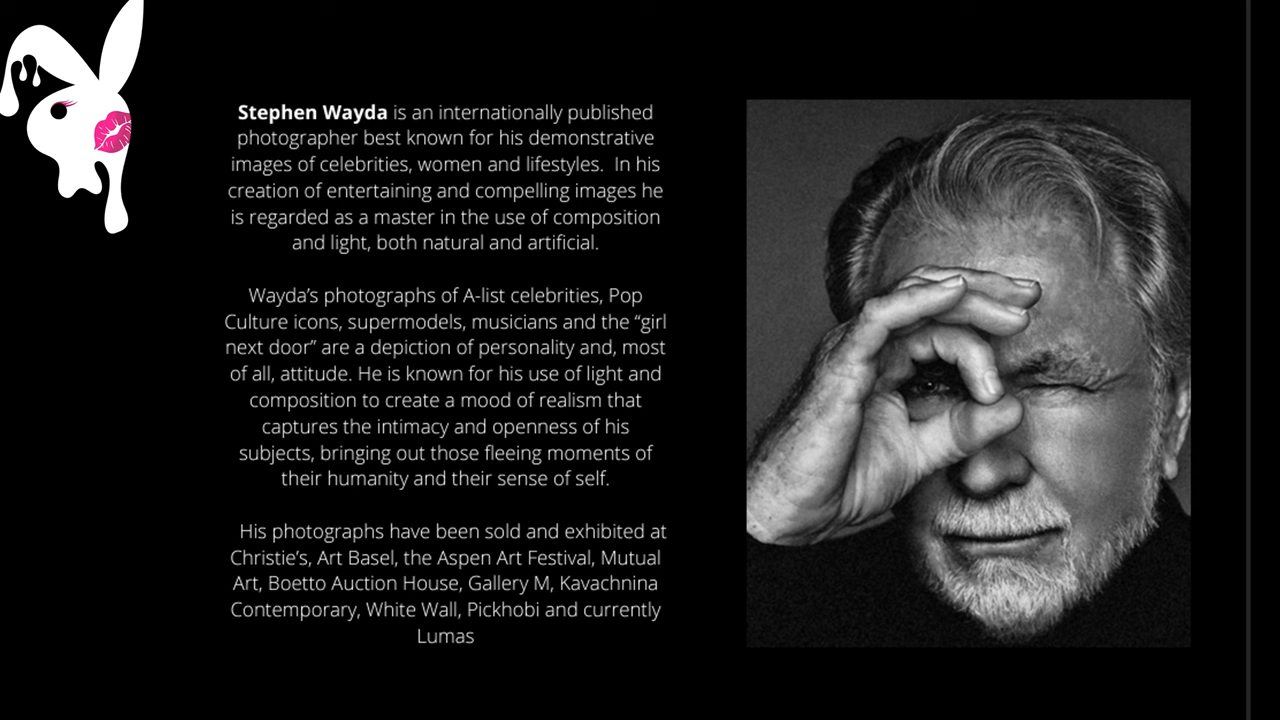 Stephen Wayda is an internationally published
photographer best known for his demonstrative
images of celebrities, women and lifestyles.  In his
creation of entertaining and compelling images he
is regarded as a master in the use of composition
and light, both natural and artificial.
Wayda’s photographs of A-list celebrities, Pop
Culture icons, supermodels, musicians and the “girl
next door” are a depiction of personality and, most
of all, attitude. He is known for his use of light and
composition to create a mood of realism that
captures the intimacy and openness of his
subjects, bringing out those fleeing moments of
their humanity and their sense of self.
His photographs have been sold and exhibited at
Christie’s, Art Basel, the Aspen Art Festival, Mutual
Art, Boetto Auction House, Gallery M, Kavachnina
Contemporary, White Wall, Pickhobi and currently
Lumas